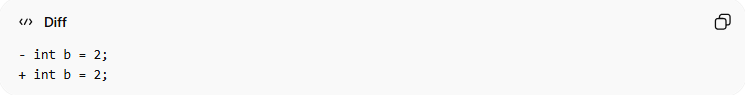 Diff
- int b = 2;
+ int b = 2;